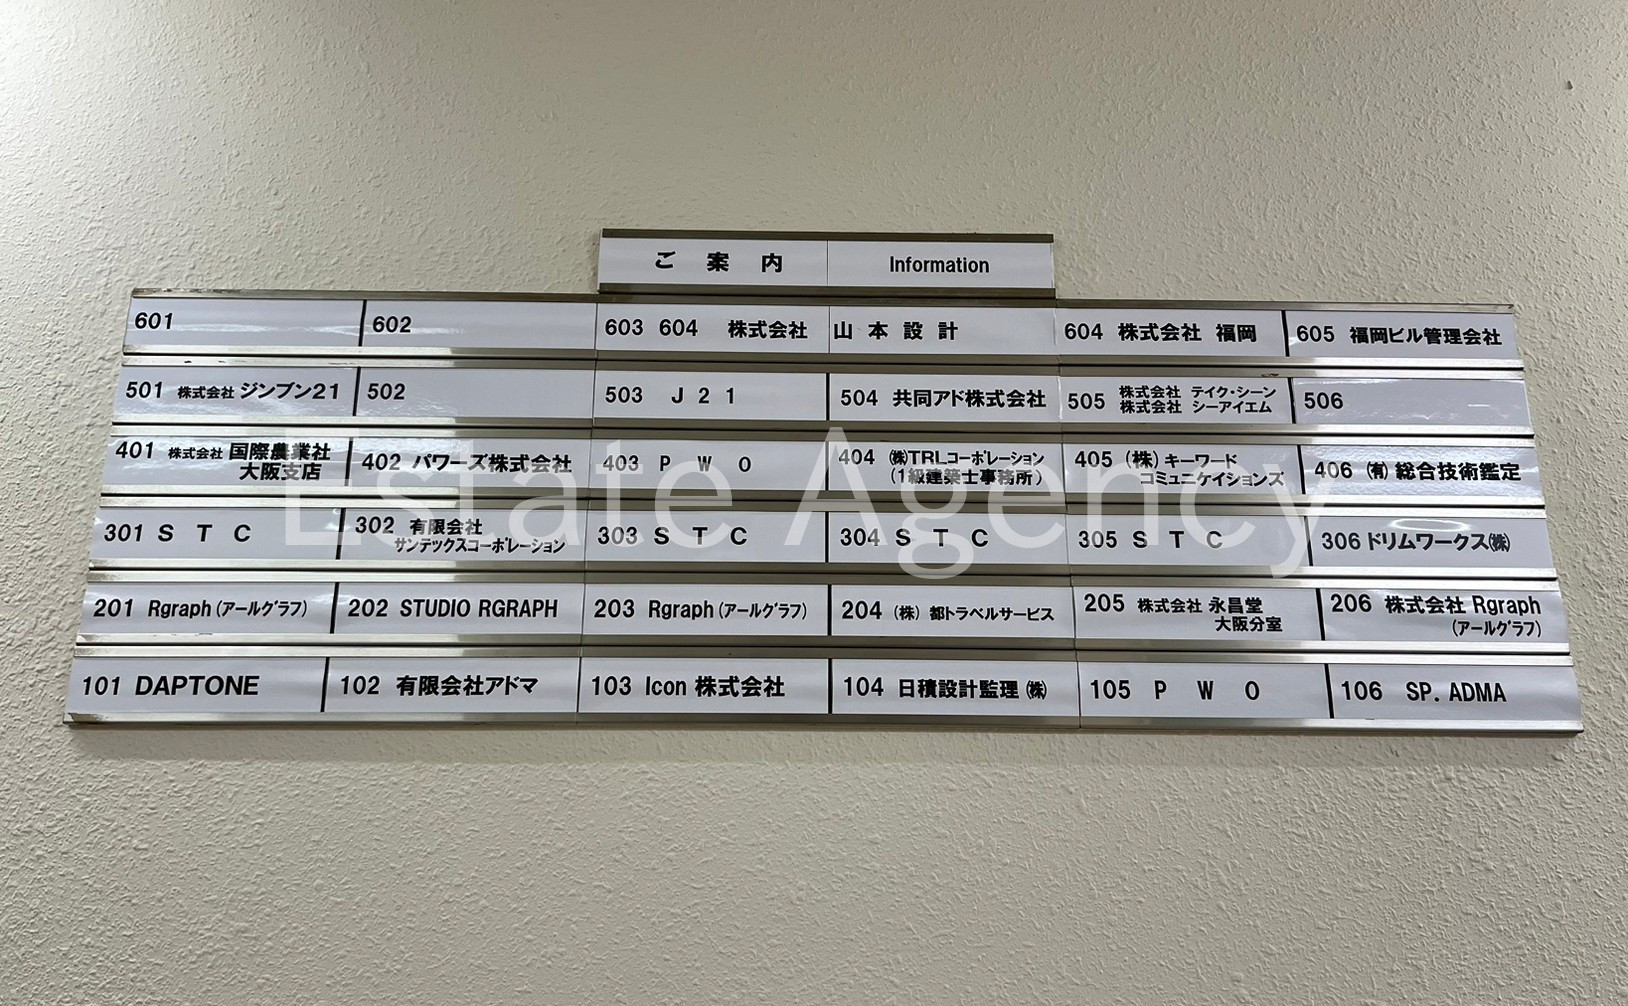 ご案内 Information
601
602
603 604 株式会社 山本設計
604 株式会社 福岡
605 福岡ビル管理会社
501 株式会社 ジンブン21
502
503 J21
504 共同アド株式会社
505 株式会社 テイク・シーン
株式会社 シーアイエム
506
401 株式会社 国際農業社
大阪支店
402 パワーズ株式会社
403 PWO
404 ㈱TRLコーポレーション
(1級建築士事務所)
405 (株)キーワード
コミュニケイションズ
406 ㈲総合技術鑑定
301 STC
302 有限会社
サンテックスコーポレーション
303 STC
304 STC
305 STC
306 ドリムワークス㈱
201 Rgraph(アールグラフ)
202 STUDIO RGRAPH
203 Rgraph(アールグラフ)
204 (株) 都トラベルサービス
205 株式会社 永昌堂
大阪分室
206 株式会社 Rgraph
(アールグラフ)
101 DAPTONE
102 有限会社アドマ
103 Icon 株式会社
104 日積設計監理㈱
105 PWO
106 SP. ADMA
Estate Agency